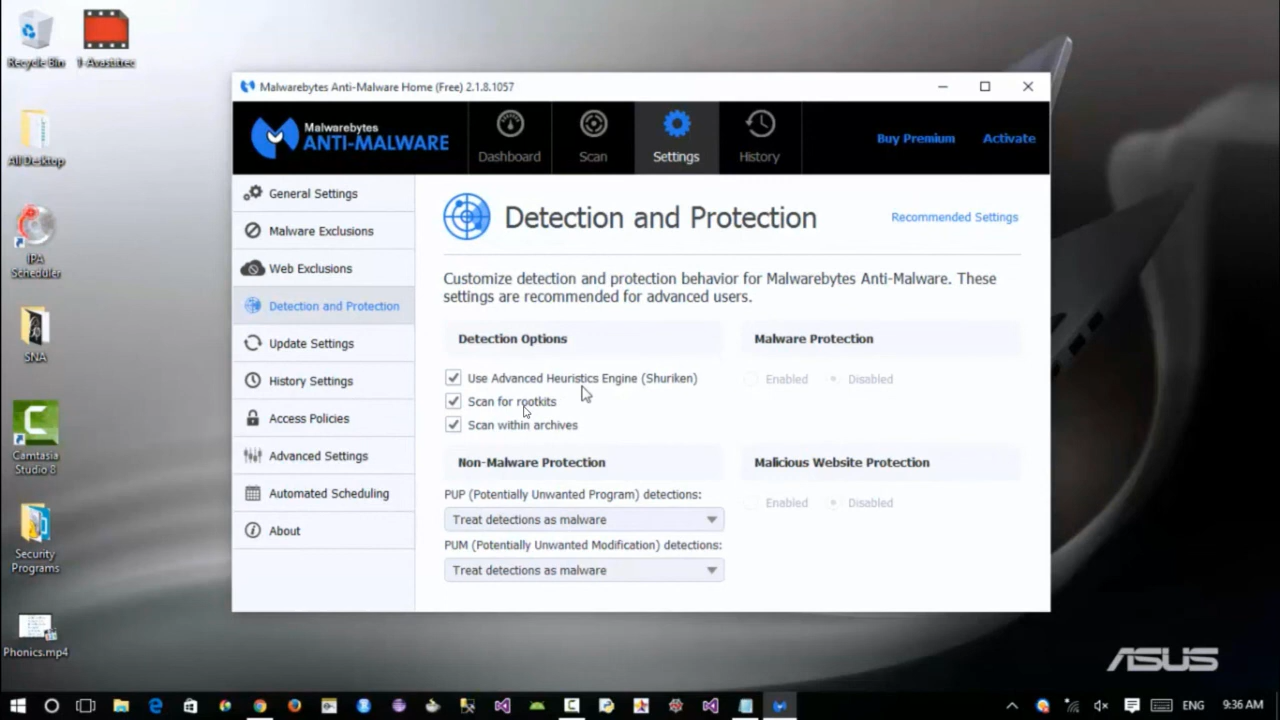 Recycle Bin
All Desktop
IPA
Scheduler
SNA
Camtasia
Studio 8
Security
Programs
Phonics.mp4
Malwarebytes Anti-Malware Home (Free) 2.1.8.1057
Malwarebytes
ANTI-MALWARE
Dashboard
Scan
Settings
History
Buy Premium
Activate
General Settings
Malware Exclusions
Web Exclusions
Detection and Protection
Update Settings
History Settings
Access Policies
Advanced Settings
Automated Scheduling
About
Detection and Protection
Recommended Settings
Customize detection and protection behavior for Malwarebytes Anti-Malware. These
settings are recommended for advanced users.
Detection Options
Use Advanced Heuristics Engine (Shuriken)
Scan for rootkits
Scan within archives
Malware Protection
Enabled
Disabled
Non-Malware Protection
PUP (Potentially Unwanted Program) detections:
Treat detections as malware
PUM (Potentially Unwanted Modification) detections:
Treat detections as malware
Malicious Website Protection
Enabled
Disabled
ASUS
ENG
9:36 AM